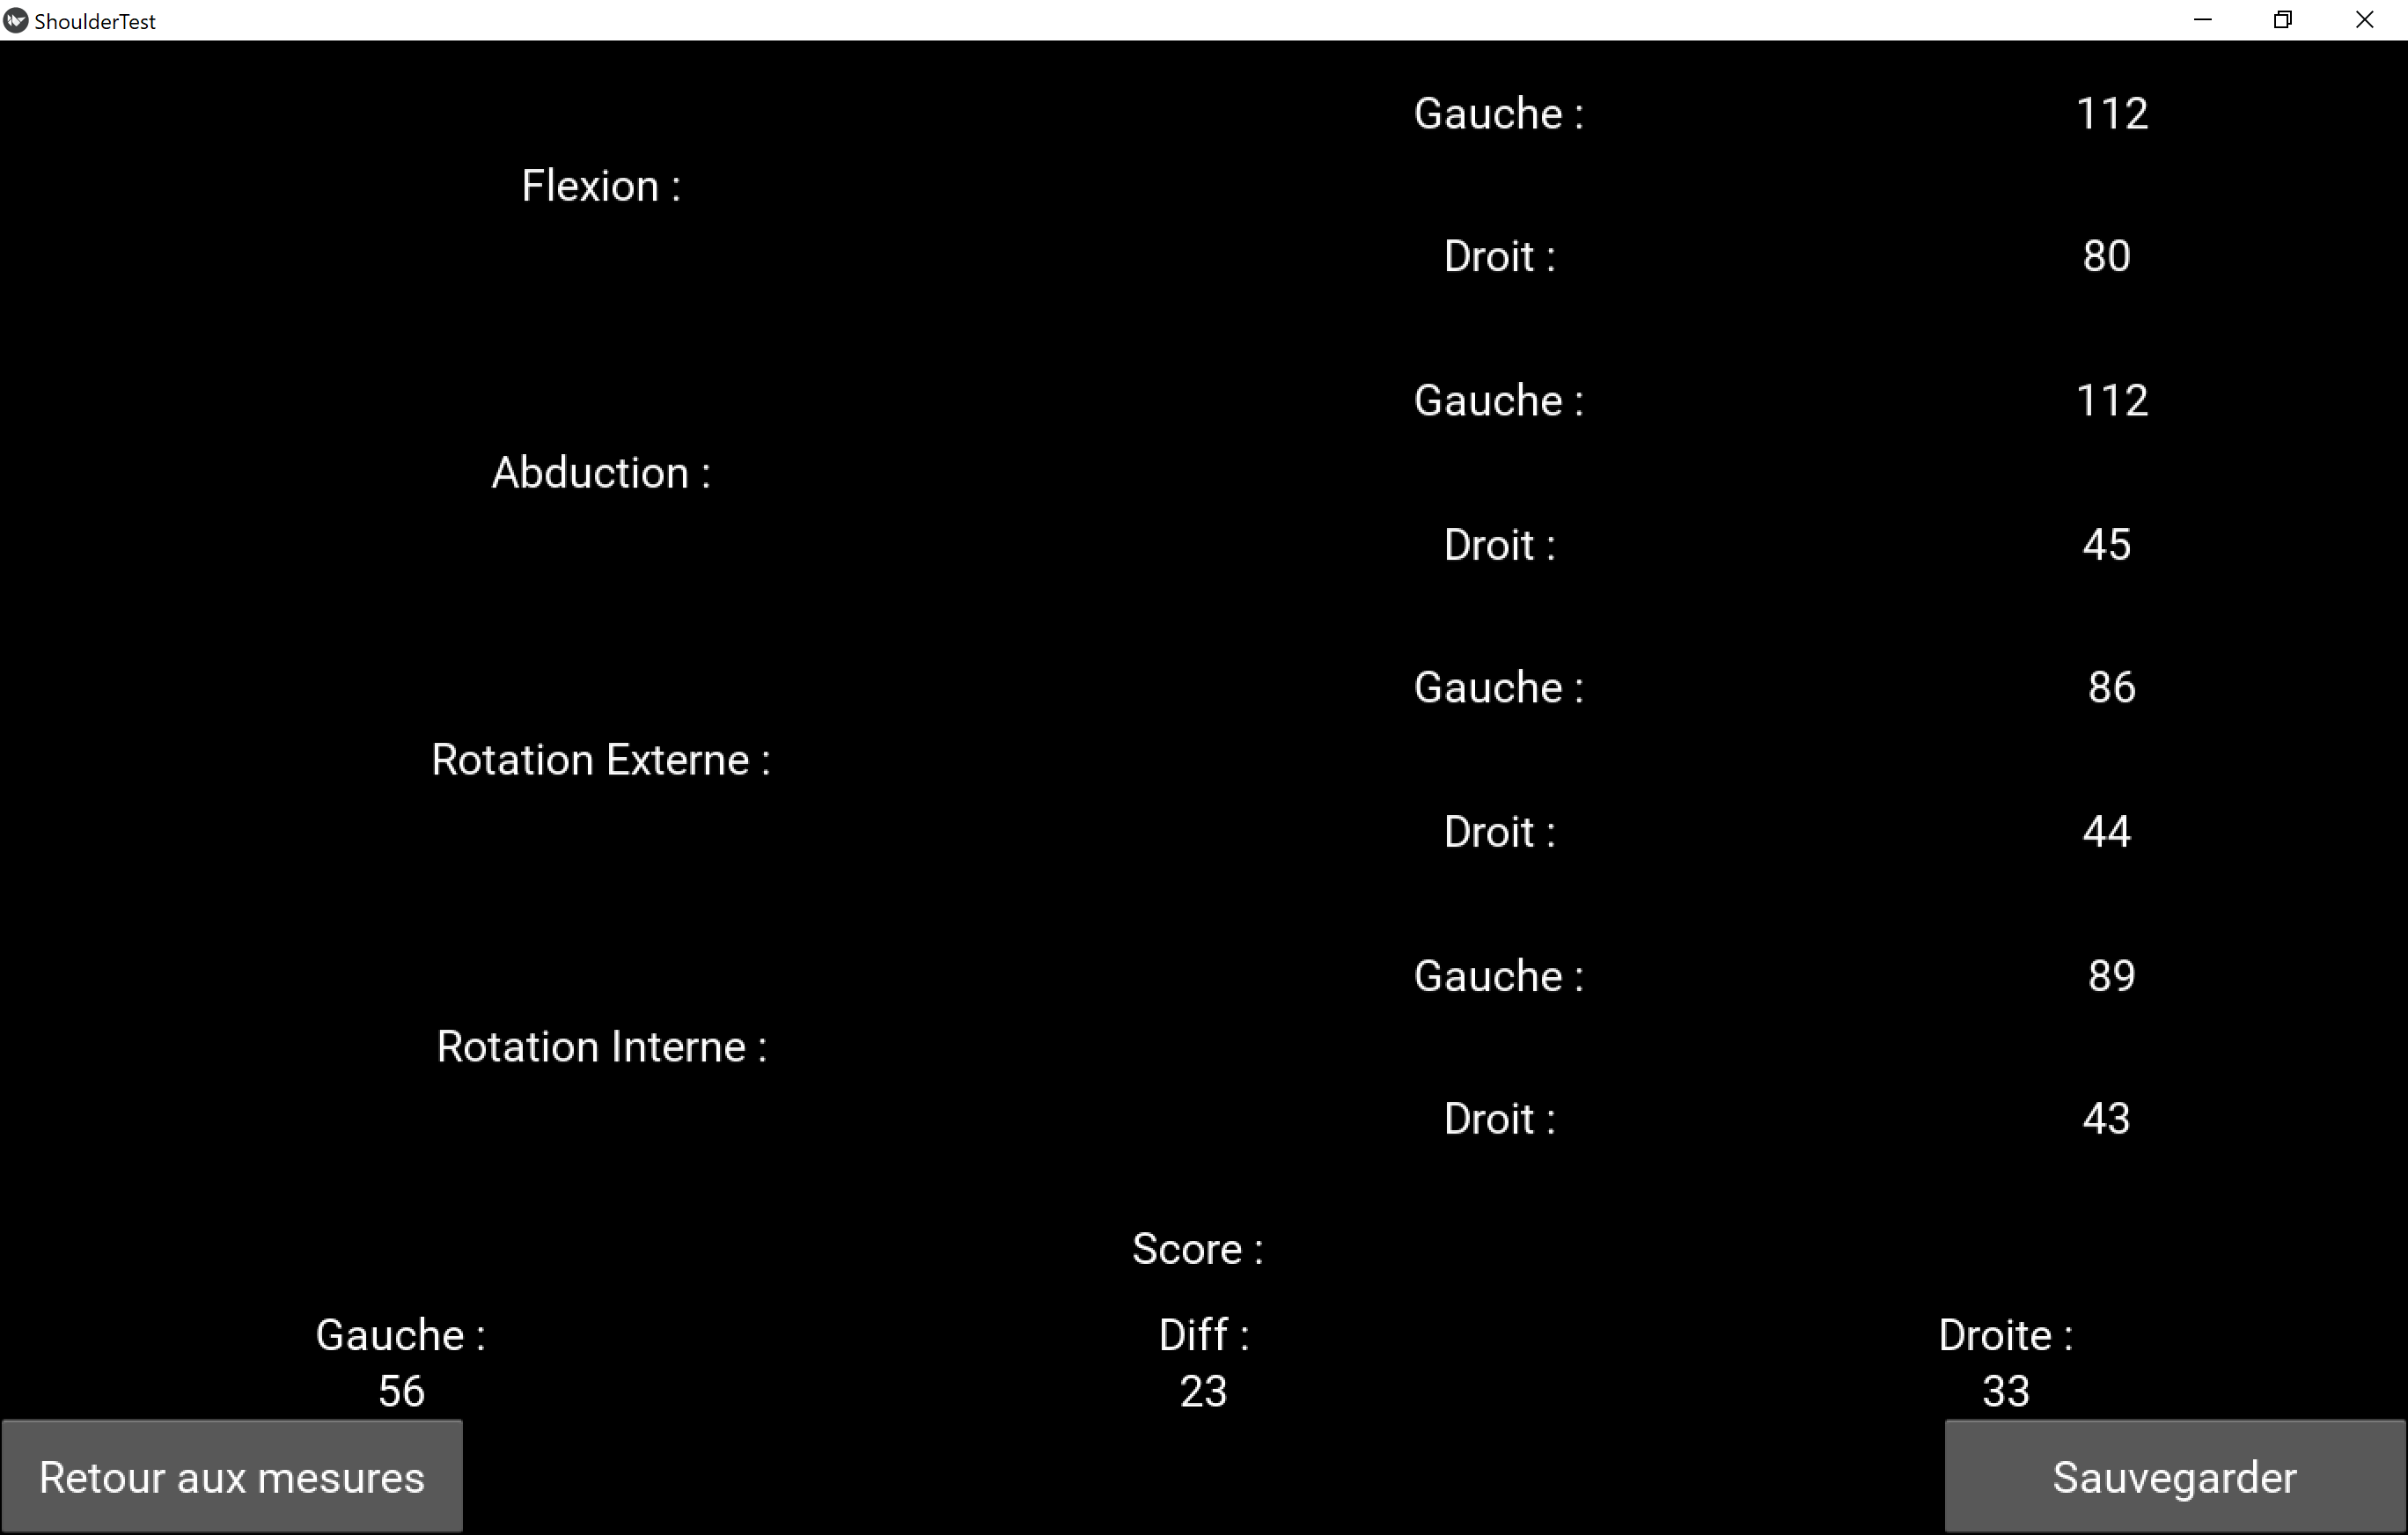 ShoulderTest
Gauche : 112
Flexion :
Droit : 80
Gauche : 112
Abduction :
Droit : 45
Gauche : 86
Rotation Externe :
Droit : 44
Gauche : 89
Rotation Interne :
Droit : 43
Score :
Gauche : Diff : Droite :
56 23 33
Retour aux mesures Sauvegarder